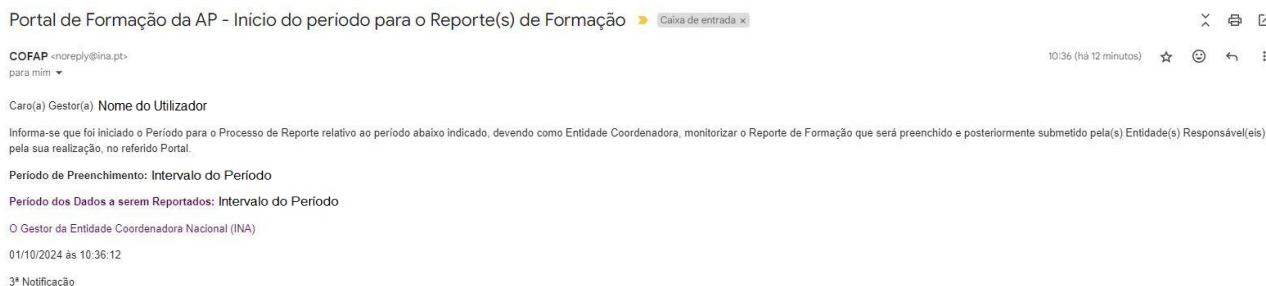 Portal de Formação da AP - Início do periodo para o Reporte(s) de Formação Caixa de entrada x
COFAP <noreply@ina.pt> 10:36 (há 12 minutos)
para mim
Caro(a) Gestor(a) Nome do Utilizador
Informa-se que foi iniciado o Período para o Processo de Reporte relativo ao período abaixo indicado, devendo como Entidade Coordenadora, monitorizar o Reporte de Formação que será preenchido e posteriormente submetido pela(s) Entidade(s) Responsável(eis)
pela sua realização, no referido Portal.
Período de Preenchimento: Intervalo do Período
Período dos Dados a serem Reportados: Intervalo do Período
O Gestor da Entidade Coordenadora Nacional (INA)
01/10/2024 às 10:36:12
3ª Notificação